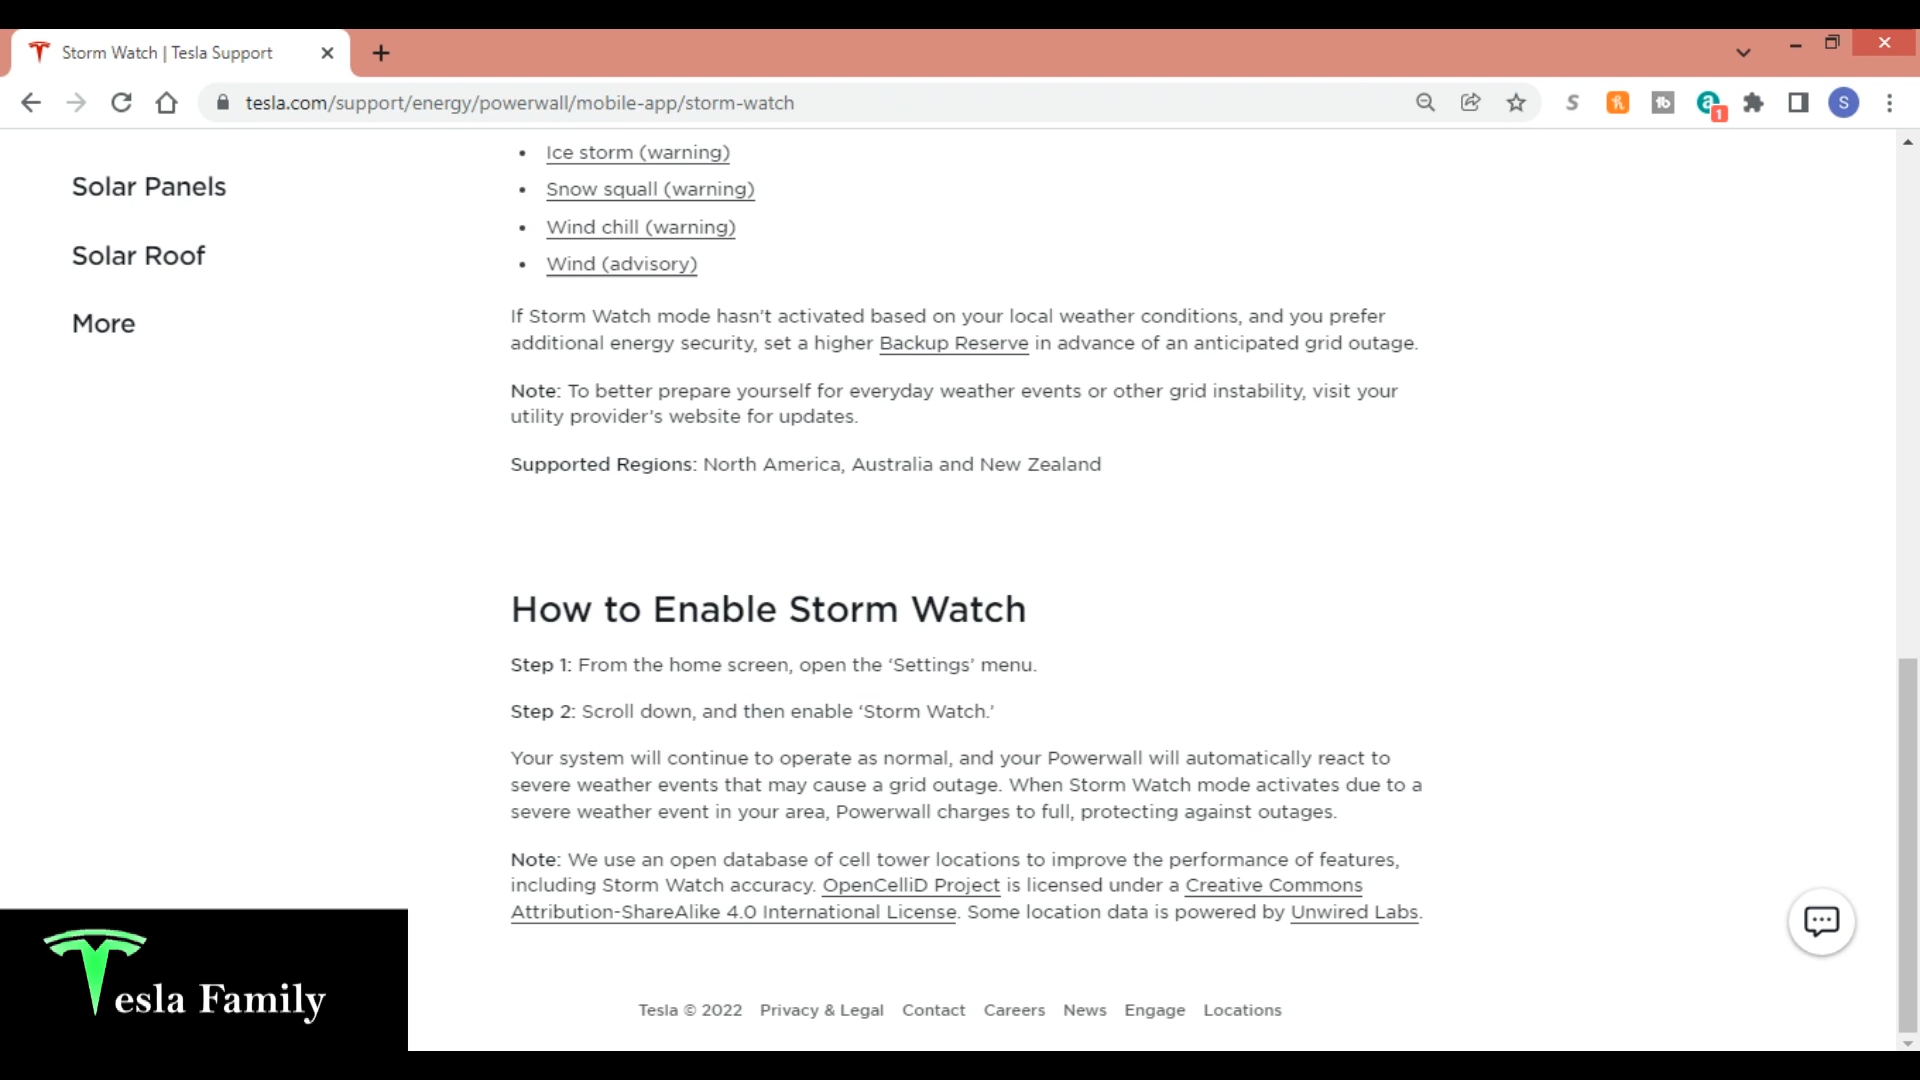 Storm Watch | Tesla Support
tesla.com/support/energy/powerwall/mobile-app/storm-watch
S
tb
a
1
S
Solar Panels
Solar Roof
More
• Ice storm (warning)
• Snow squall (warning)
• Wind chill (warning)
• Wind (advisory)
If Storm Watch mode hasn't activated based on your local weather conditions, and you prefer
additional energy security, set a higher Backup Reserve in advance of an anticipated grid outage.
Note: To better prepare yourself for everyday weather events or other grid instability, visit your
utility provider's website for updates.
Supported Regions: North America, Australia and New Zealand
How to Enable Storm Watch
Step 1: From the home screen, open the ‘Settings’ menu.
Step 2: Scroll down, and then enable ‘Storm Watch.’
Your system will continue to operate as normal, and your Powerwall will automatically react to
severe weather events that may cause a grid outage. When Storm Watch mode activates due to a
severe weather event in your area, Powerwall charges to full, protecting against outages.
Note: We use an open database of cell tower locations to improve the performance of features,
including Storm Watch accuracy. OpenCelliD Project is licensed under a Creative Commons
Attribution-ShareAlike 4.0 International License. Some location data is powered by Unwired Labs.
Tesla Family
Tesla © 2022 Privacy & Legal Contact Careers News Engage Locations